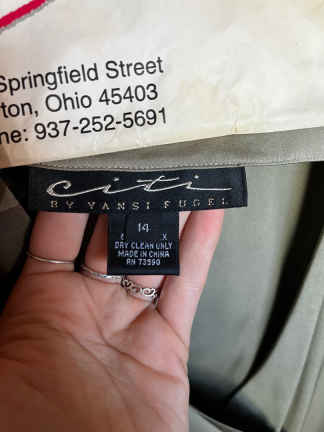 Springfield Street
ton, Ohio 45403
ne: 937-252-5691
citi
BY YANSI FUGEL
14
X
DRY CLEAN ONLY
MADE IN CHINA
RN 73590